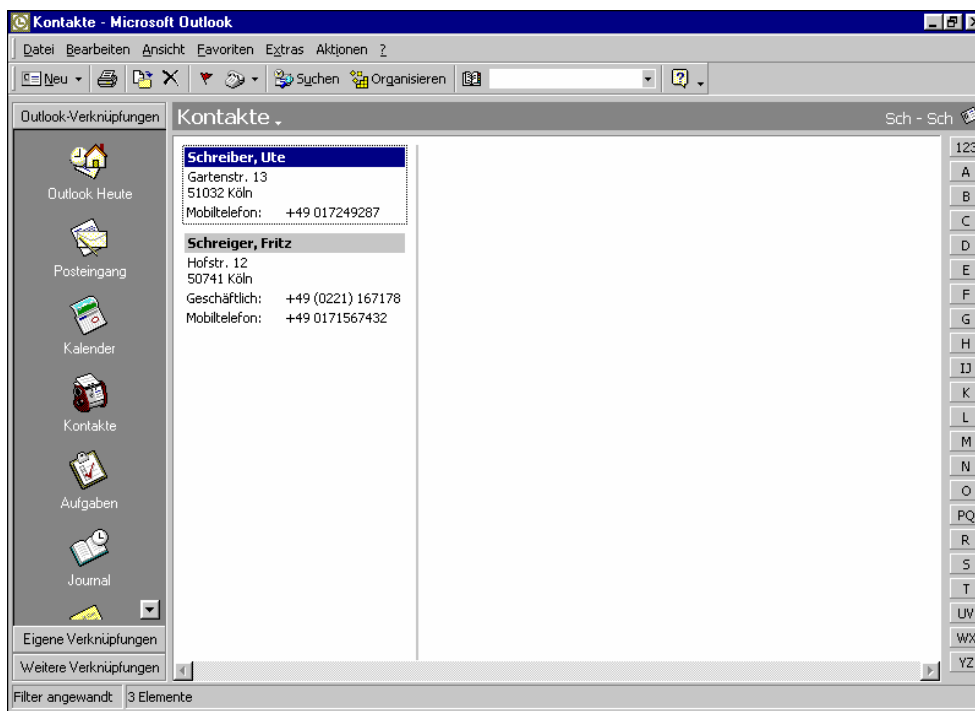 Kontakte - Microsoft Outlook
Datei Bearbeiten Ansicht Favoriten Extras Aktionen ?
Neu Suchen Organisieren
Outlook-Verknüpfungen
Kontakte
Sch - Sch
Outlook Heute
Posteingang
Kalender
Kontakte
Aufgaben
Journal
Eigene Verknüpfungen
Weitere Verknüpfungen
Schreiber, Ute
Gartenstr. 13
51032 Köln
Mobiltelefon: +49 017249287
Schreiger, Fritz
Hofstr. 12
50741 Köln
Geschäftlich: +49 (0221) 167178
Mobiltelefon: +49 0171567432
123
A
B
C
D
E
F
G
H
IJ
K
L
M
N
O
PQ
R
S
T
UV
WX
YZ
Filter angewandt 3 Elemente